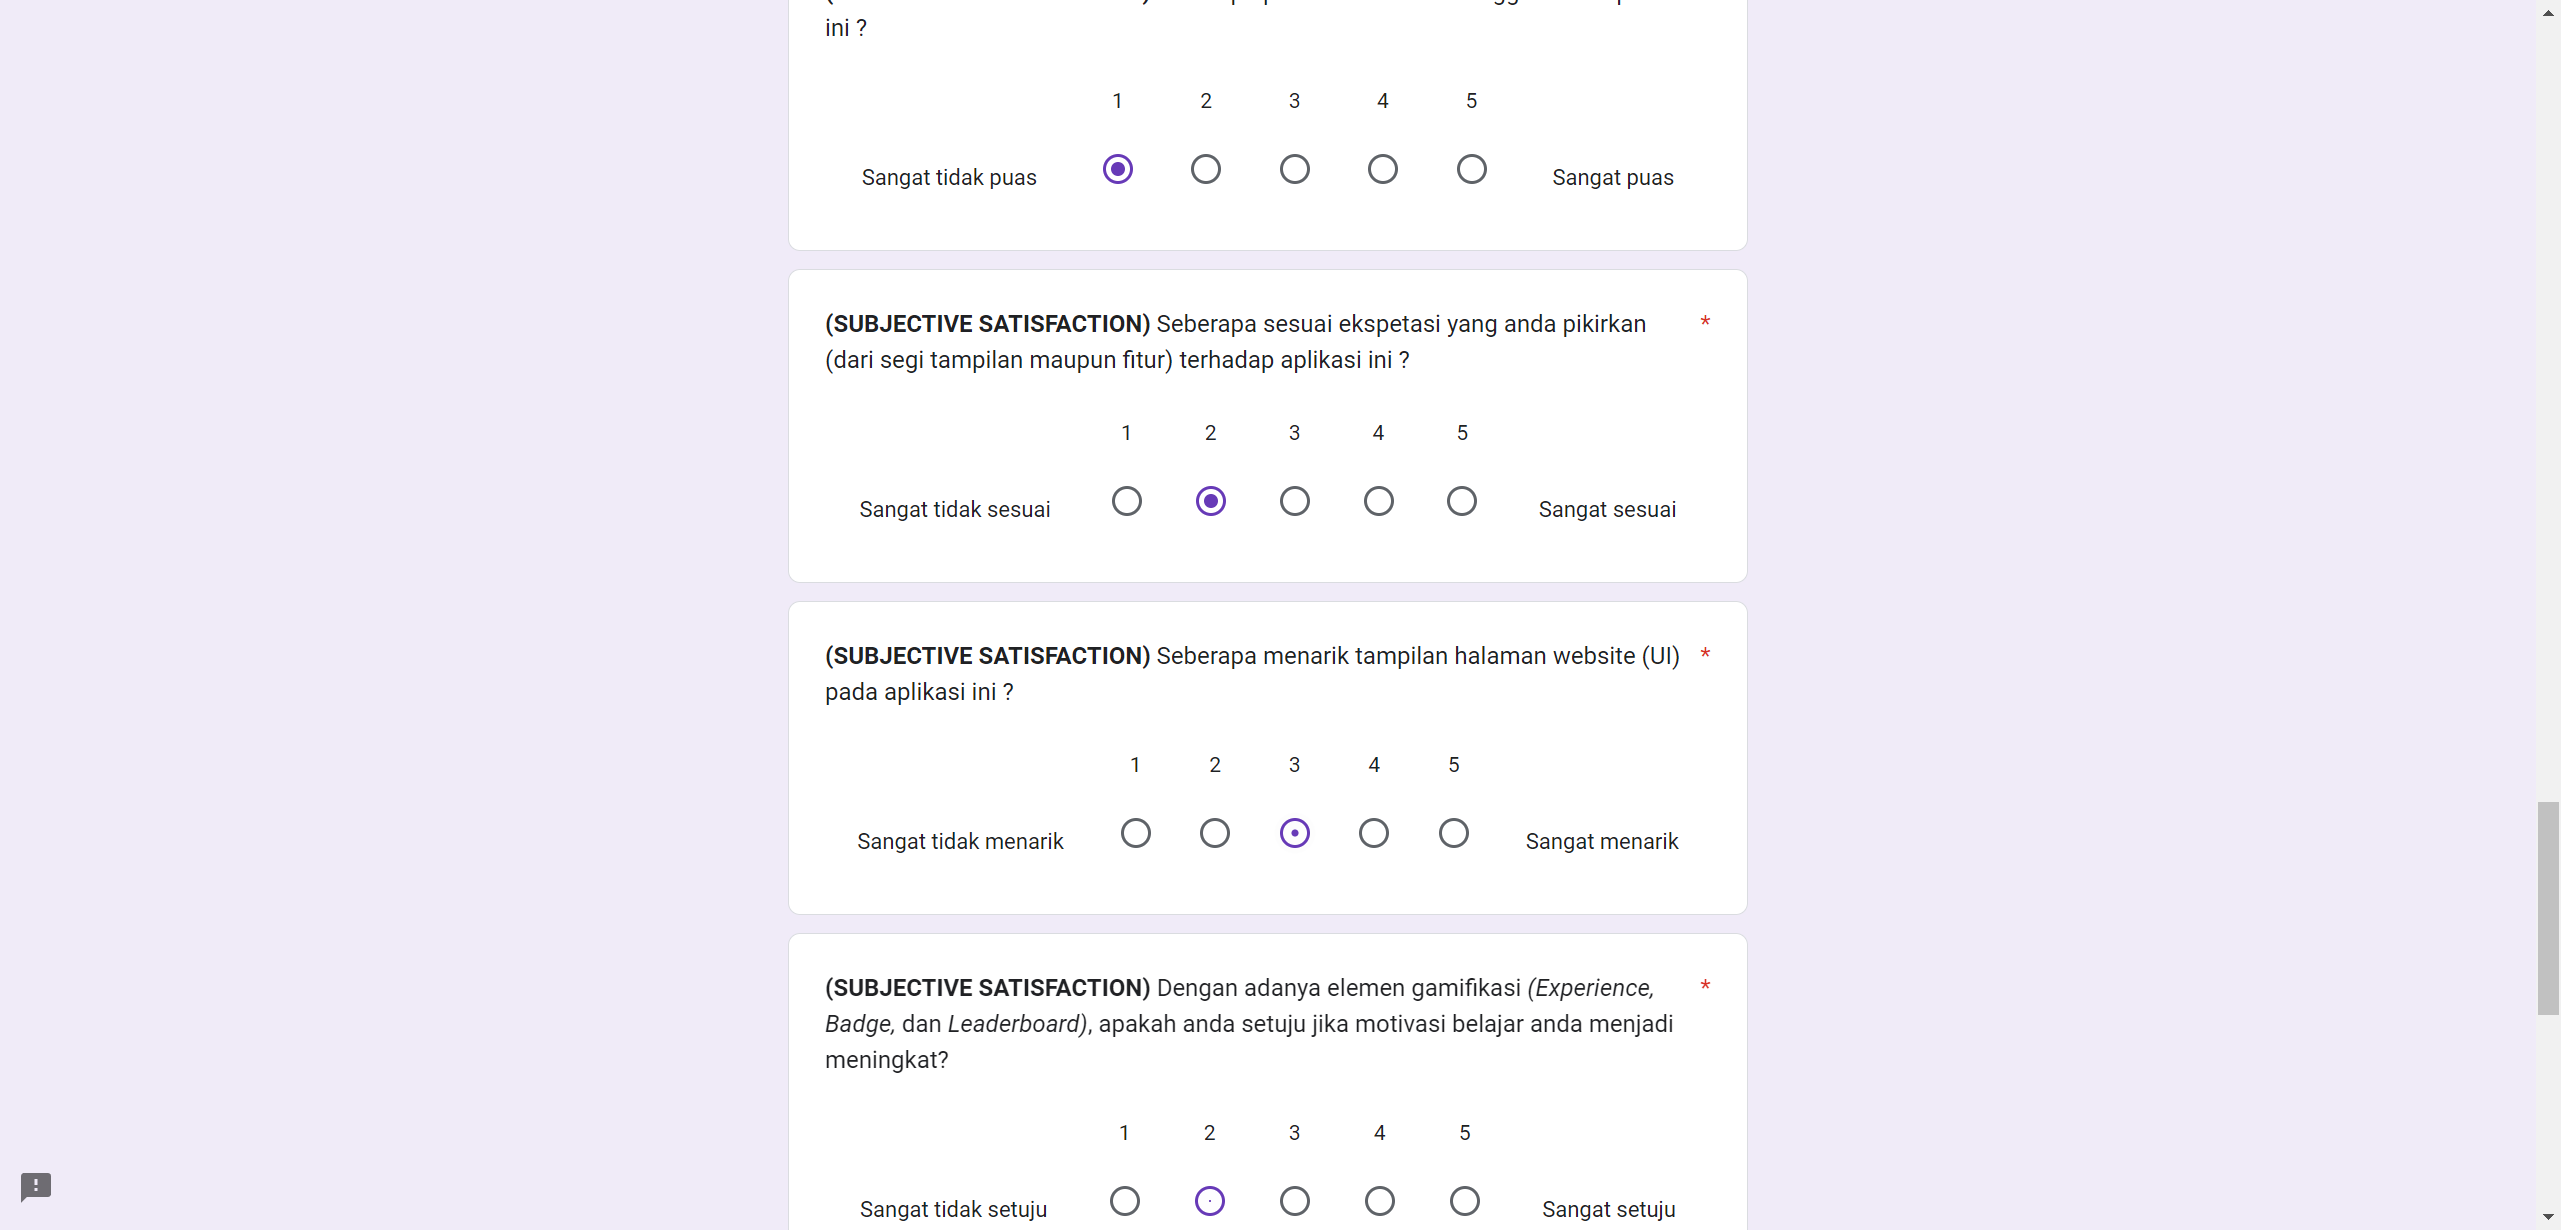 ini ?
1 2 3 4 5
Sangat tidak puas Sangat puas
(SUBJECTIVE SATISFACTION) Seberapa sesuai ekspetasi yang anda pikirkan *
(dari segi tampilan maupun fitur) terhadap aplikasi ini ?
1 2 3 4 5
Sangat tidak sesuai Sangat sesuai
(SUBJECTIVE SATISFACTION) Seberapa menarik tampilan halaman website (UI) *
pada aplikasi ini ?
1 2 3 4 5
Sangat tidak menarik Sangat menarik
(SUBJECTIVE SATISFACTION) Dengan adanya elemen gamifikasi (Experience, *
Badge, dan Leaderboard), apakah anda setuju jika motivasi belajar anda menjadi
meningkat?
1 2 3 4 5
Sangat tidak setuju Sangat setuju